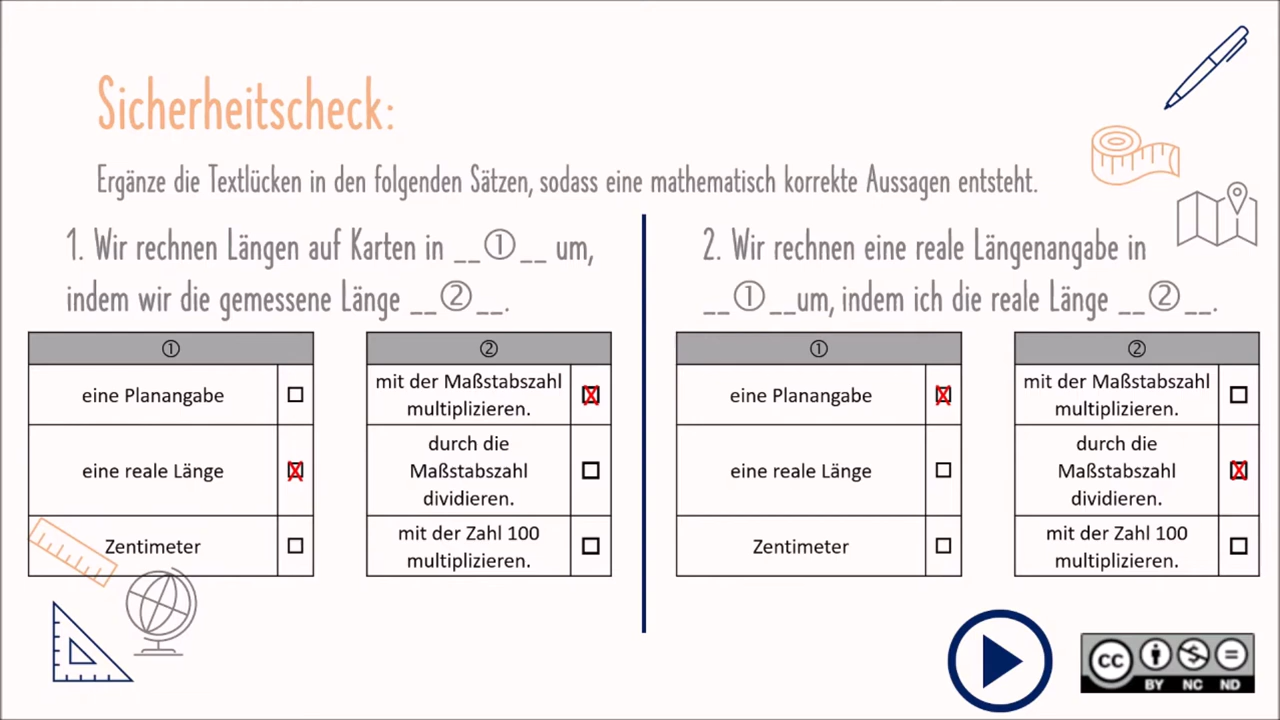 Sicherheitscheck:
Ergänze die Textlücken in den folgenden Sätzen, sodass eine mathematisch korrekte Aussagen entsteht.
1. Wir rechnen Längen auf Karten in __①__ um,
indem wir die gemessene Länge __②__.
①
eine Planangabe
eine reale Länge
Zentimeter
②
mit der Maßstabszahl
multiplizieren.
durch die
Maßstabszahl
dividieren.
mit der Zahl 100
multiplizieren.
2. Wir rechnen eine reale Längenangabe in
__①__um, indem ich die reale Länge __②__.
①
eine Planangabe
eine reale Länge
Zentimeter
②
mit der Maßstabszahl
multiplizieren.
durch die
Maßstabszahl
dividieren.
mit der Zahl 100
multiplizieren.
CC
BY NC ND